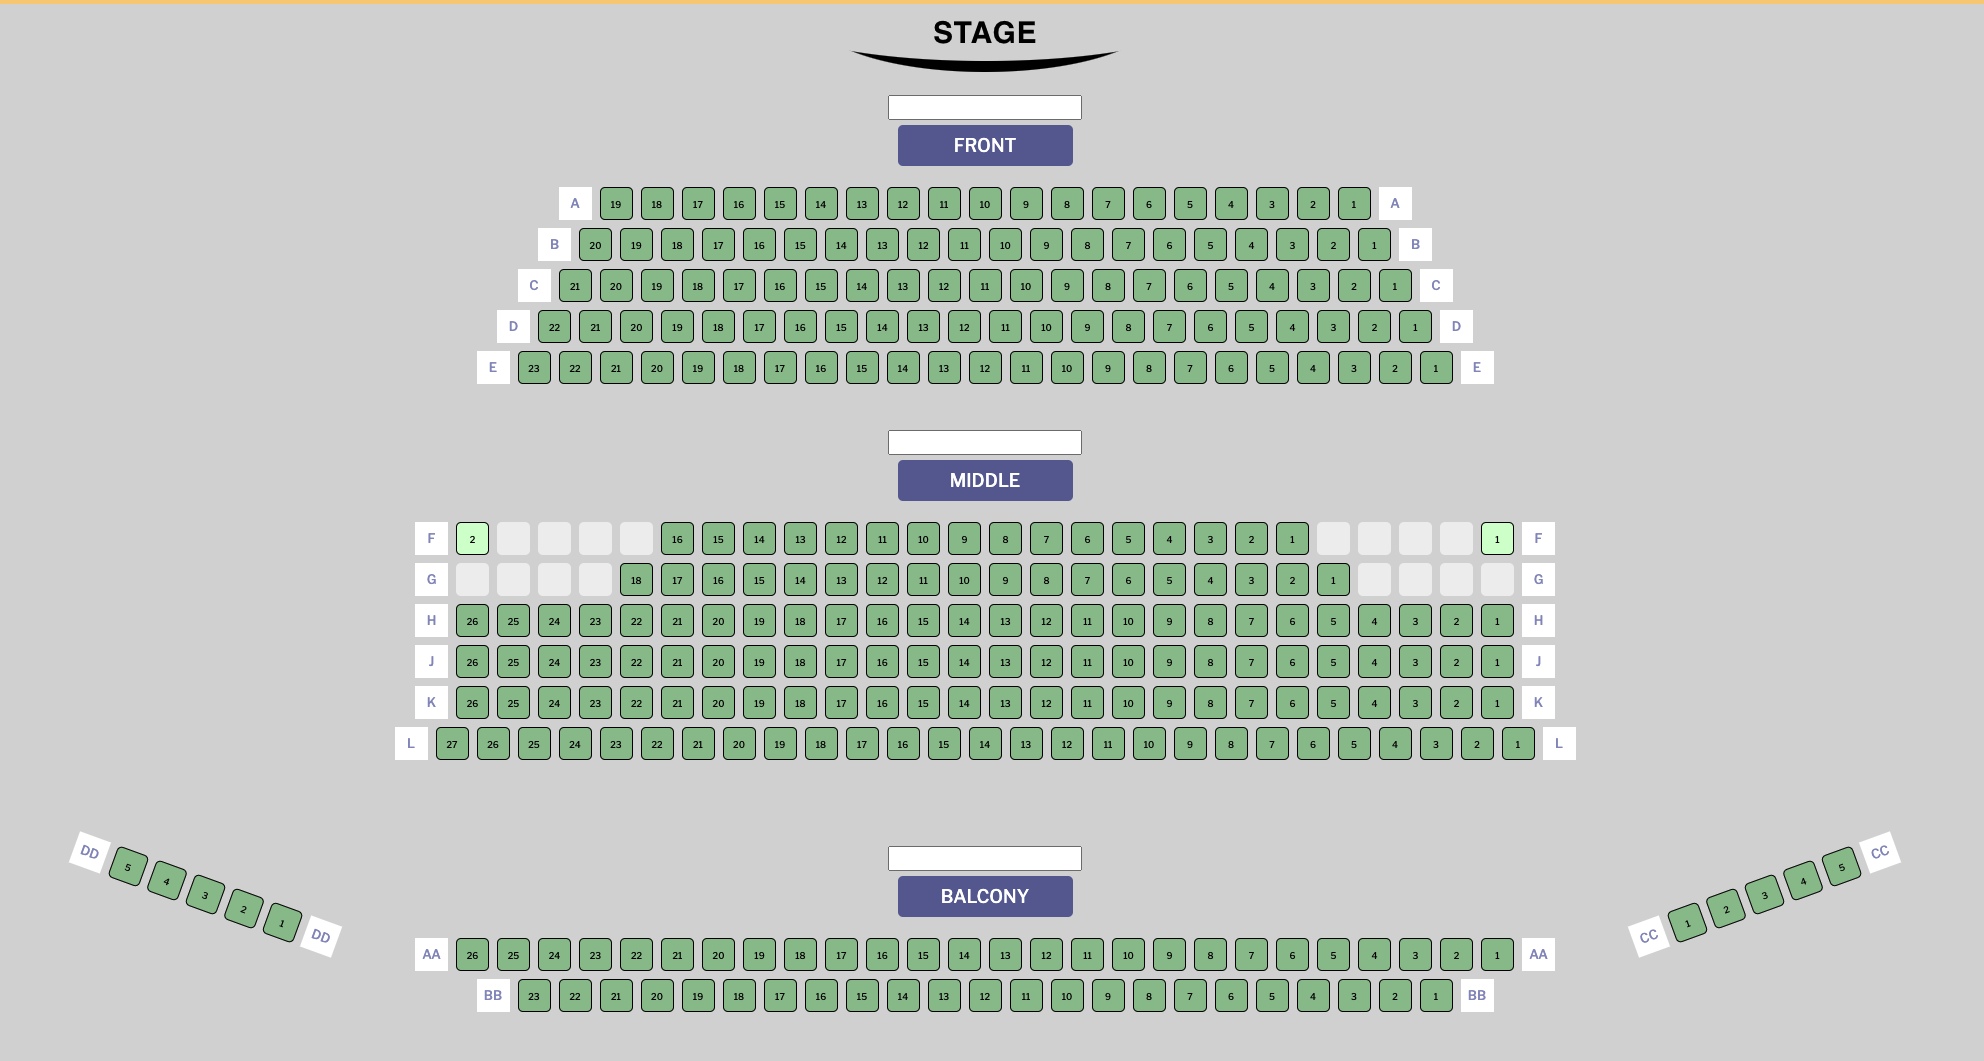 STAGE
FRONT
A 19 18 17 16 15 14 13 12 11 10 9 8 7 6 5 4 3 2 1 A
B 20 19 18 17 16 15 14 13 12 11 10 9 8 7 6 5 4 3 2 1 B
C 21 20 19 18 17 16 15 14 13 12 11 10 9 8 7 6 5 4 3 2 1 C
D 22 21 20 19 18 17 16 15 14 13 12 11 10 9 8 7 6 5 4 3 2 1 D
E 23 22 21 20 19 18 17 16 15 14 13 12 11 10 9 8 7 6 5 4 3 2 1 E
MIDDLE
F 2 16 15 14 13 12 11 10 9 8 7 6 5 4 3 2 1 1 F
G 18 17 16 15 14 13 12 11 10 9 8 7 6 5 4 3 2 1 G
H 26 25 24 23 22 21 20 19 18 17 16 15 14 13 12 11 10 9 8 7 6 5 4 3 2 1 H
J 26 25 24 23 22 21 20 19 18 17 16 15 14 13 12 11 10 9 8 7 6 5 4 3 2 1 J
K 26 25 24 23 22 21 20 19 18 17 16 15 14 13 12 11 10 9 8 7 6 5 4 3 2 1 K
L 27 26 25 24 23 22 21 20 19 18 17 16 15 14 13 12 11 10 9 8 7 6 5 4 3 2 1 L
DD 5 4 3 2 1 DD
CC 1 2 3 4 5 CC
BALCONY
AA 26 25 24 23 22 21 20 19 18 17 16 15 14 13 12 11 10 9 8 7 6 5 4 3 2 1 AA
BB 23 22 21 20 19 18 17 16 15 14 13 12 11 10 9 8 7 6 5 4 3 2 1 BB